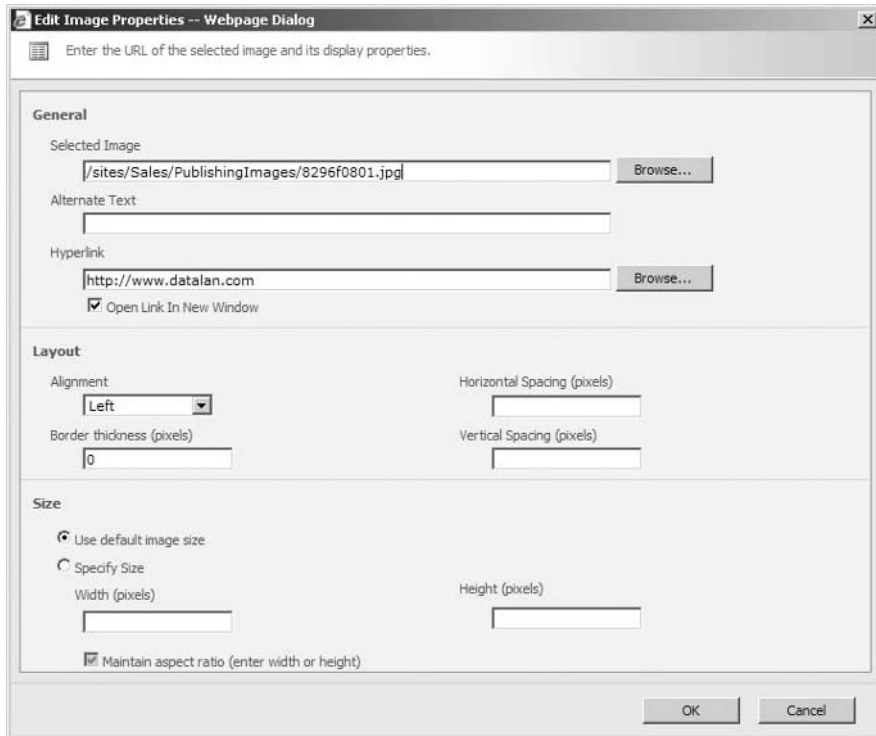 Edit Image Properties -- Webpage Dialog
Enter the URL of the selected image and its display properties.
General
Selected Image
/sites/Sales/PublishingImages/8296f0801.jpg
Browse...
Alternate Text
Hyperlink
http://www.datalan.com
Browse...
Open Link In New Window
Layout
Alignment
Horizontal Spacing (pixels)
Left
Border thickness (pixels)
Vertical Spacing (pixels)
0
Size
Use default image size
Specify Size
Width (pixels)
Height (pixels)
Maintain aspect ratio (enter width or height)
OK
Cancel